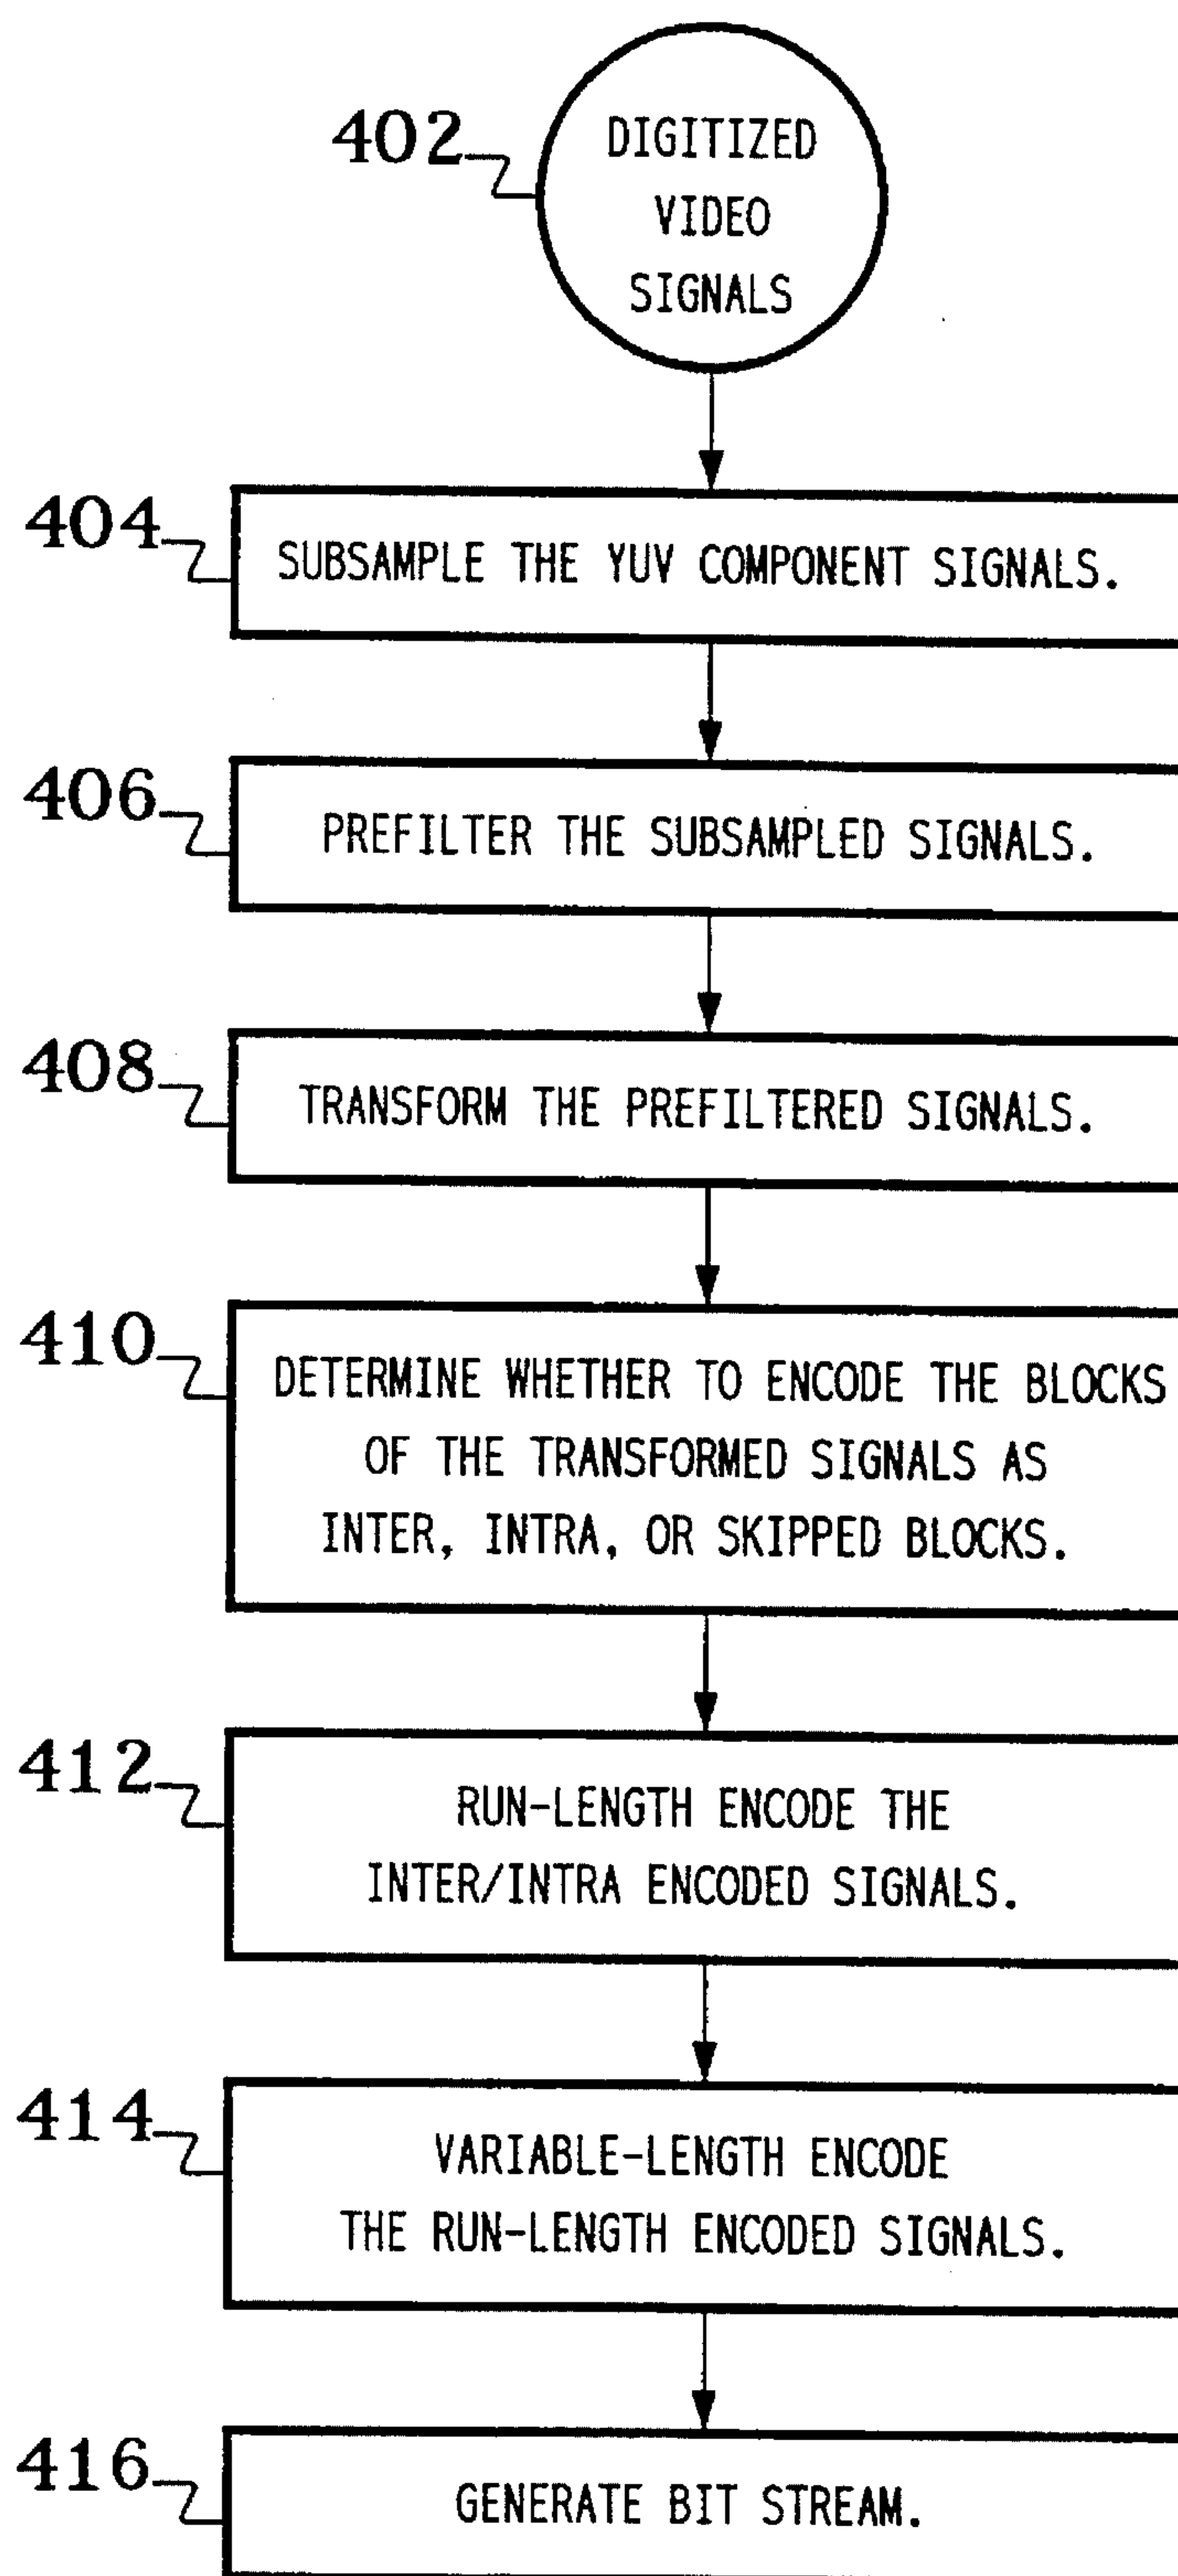 402
DIGITIZED
VIDEO
SIGNALS
404
SUBSAMPLE THE YUV COMPONENT SIGNALS.
406
PREFILTER THE SUBSAMPLED SIGNALS.
408
TRANSFORM THE PREFILTERED SIGNALS.
410
DETERMINE WHETHER TO ENCODE THE BLOCKS
OF THE TRANSFORMED SIGNALS AS
INTER, INTRA, OR SKIPPED BLOCKS.
412
RUN-LENGTH ENCODE THE
INTER/INTRA ENCODED SIGNALS.
414
VARIABLE-LENGTH ENCODE
THE RUN-LENGTH ENCODED SIGNALS.
416
GENERATE BIT STREAM.